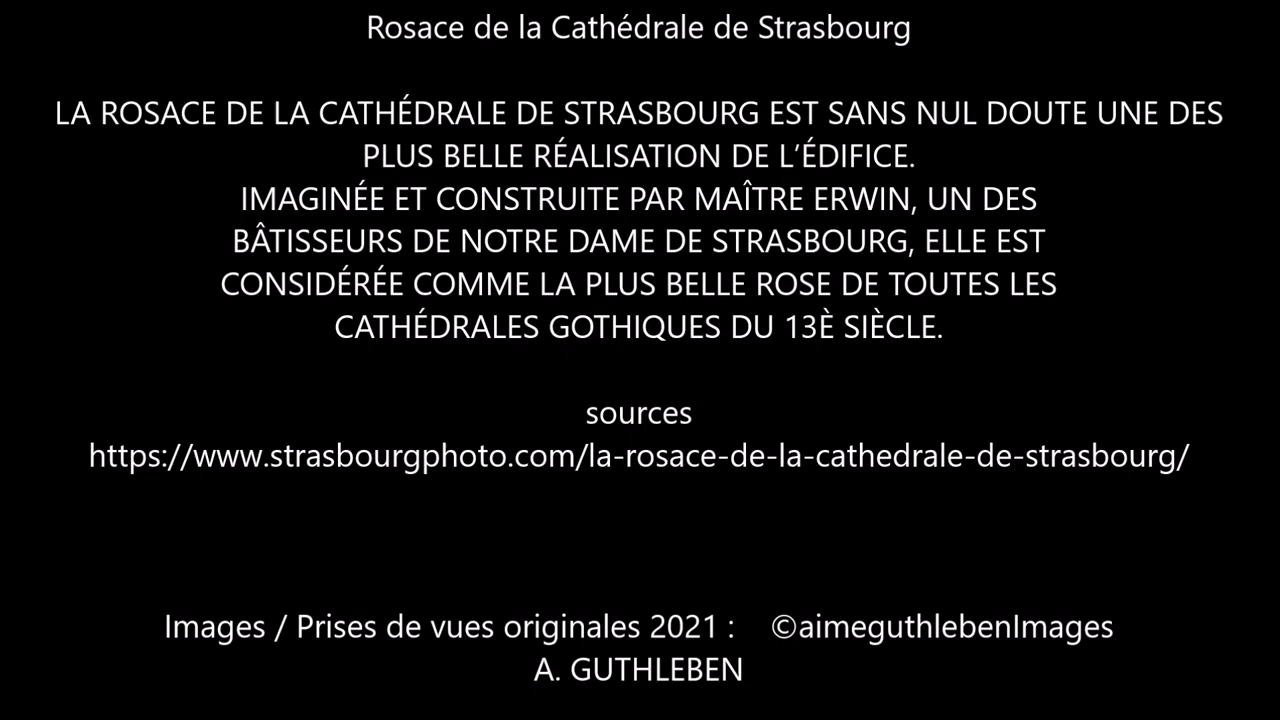 Rosace de la Cathédrale de Strasbourg
LA ROSACE DE LA CATHÉDRALE DE STRASBOURG EST SANS NUL DOUTE UNE DES
PLUS BELLE RÉALISATION DE L’ÉDIFICE.
IMAGINÉE ET CONSTRUITE PAR MAÎTRE ERWIN, UN DES
BÂTISSEURS DE NOTRE DAME DE STRASBOURG, ELLE EST
CONSIDÉRÉE COMME LA PLUS BELLE ROSE DE TOUTES LES
CATHÉDRALES GOTHIQUES DU 13È SIÈCLE.
sources
https://www.strasbourgphoto.com/la-rosace-de-la-cathedrale-de-strasbourg/
Images / Prises de vues originales 2021 : ©aimeguthlebenImages
A. GUTHLEBEN